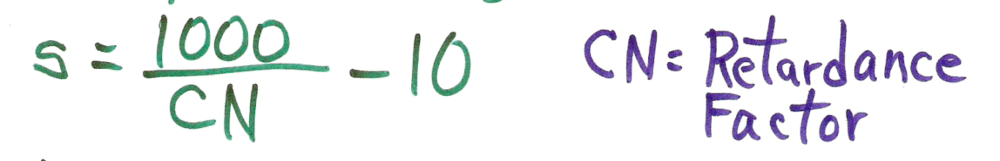 S = 1000 / CN - 10
CN = Retardance
Factor